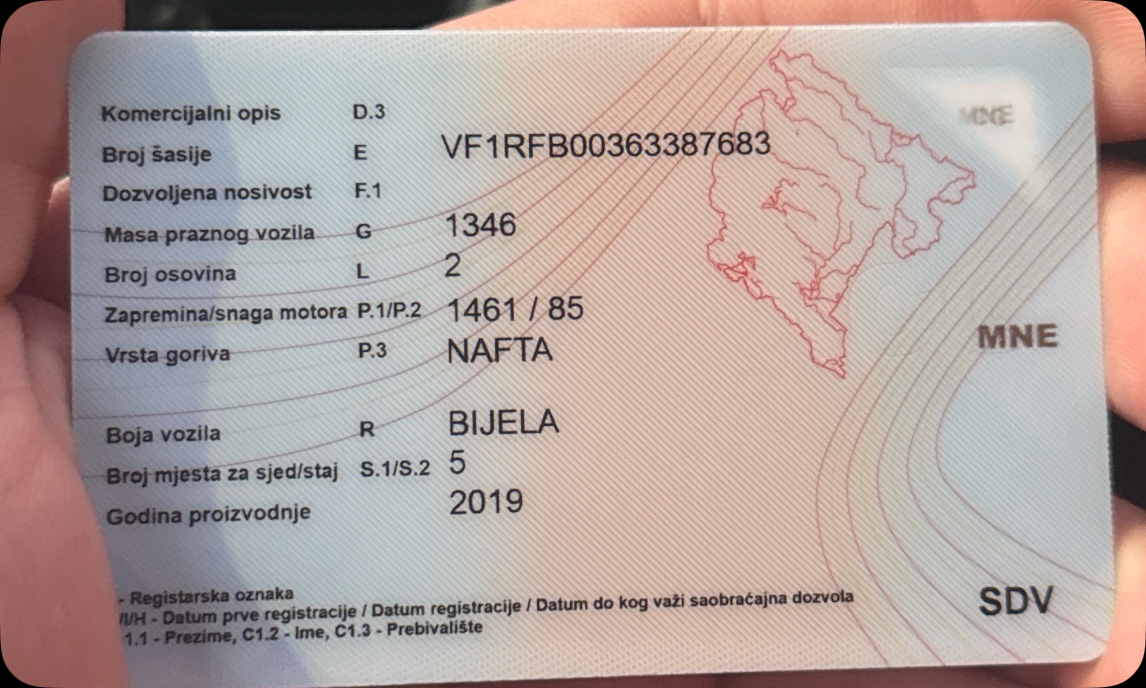 MNE
Komercijalni opis D.3
Broj šasije E VF1RFB00363387683
Dozvoljena nosivost F.1
Masa praznog vozila G 1346
Broj osovina L 2
Zapremina/snaga motora P.1/P.2 1461 / 85
MNE
Vrsta goriva P.3 NAFTA
Boja vozila R BIJELA
Broj mjesta za sjed/staj S.1/S.2 5
Godina proizvodnje 2019
- Registarska oznaka
/I/H - Datum prve registracije / Datum registracije / Datum do kog važi saobraćajna dozvola
1.1 - Prezime, C1.2 - Ime, C1.3 - Prebivalište
SDV